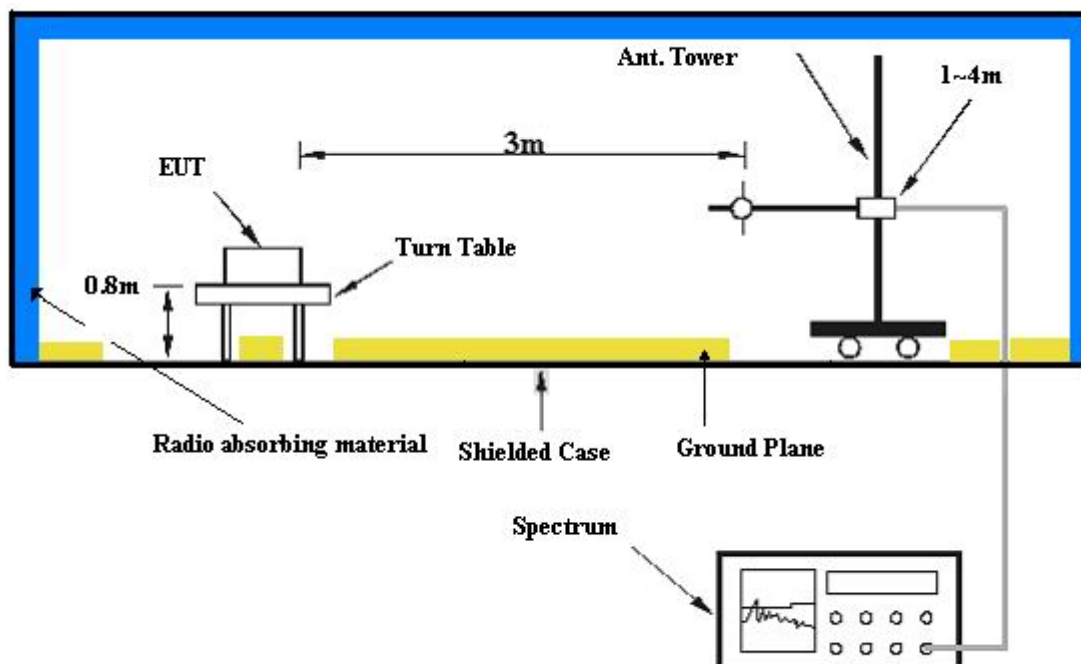 Ant. Tower
1~4m
3m
EUT
Turn Table
0.8m
Radio absorbing material
Shielded Case
Ground Plane
Spectrum